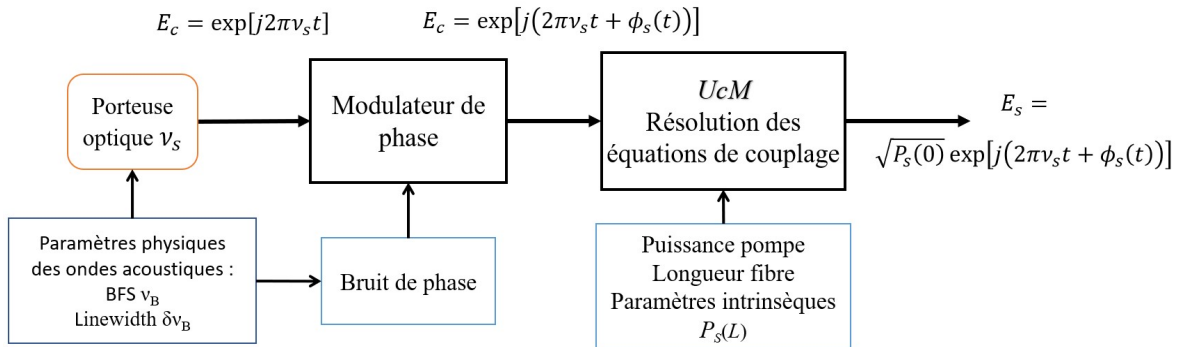 E_c = exp[j2πν_s t]
E_c = exp[j(2πν_s t + ϕ_s(t))]
Porteuse
optique ν_s
Modulateur de
phase
UcM
Résolution des
équations de couplage
E_s =
√P_s(0) exp[j(2πν_s t + ϕ_s(t))]
Paramètres physiques
des ondes acoustiques :
BFS ν_B
Linewidth δν_B
Bruit de phase
Puissance pompe
Longueur fibre
Paramètres intrinsèques
P_S(L)